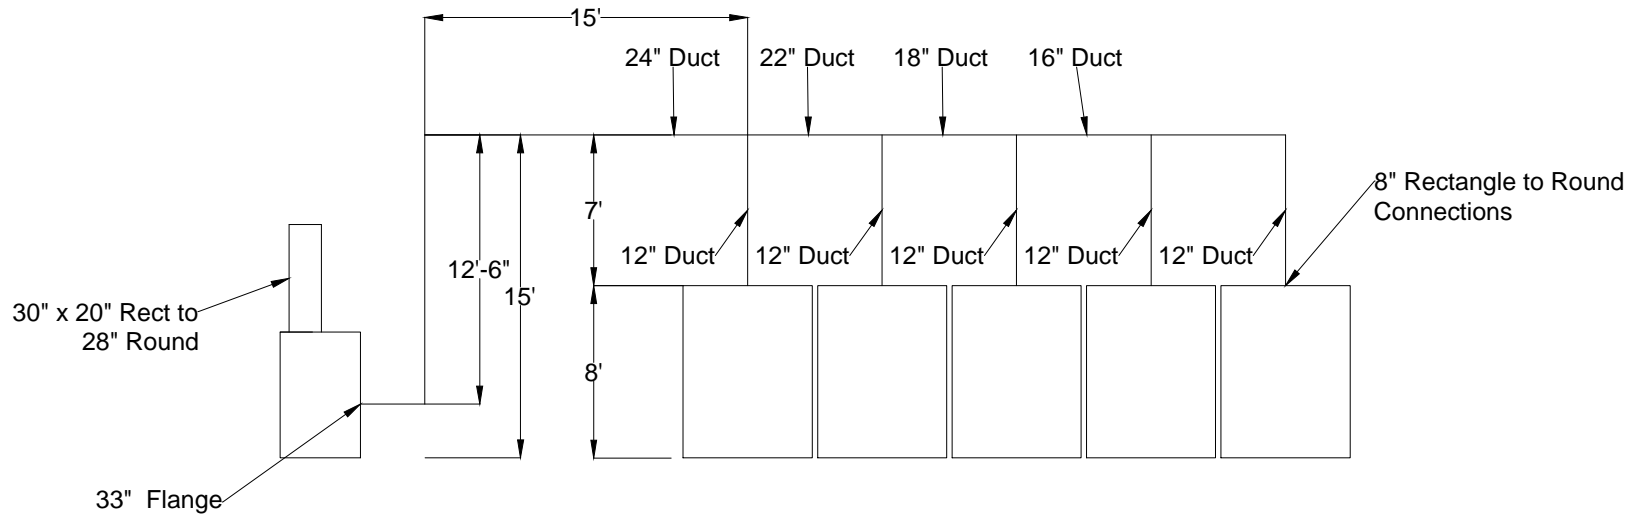 15'
24" Duct
22" Duct
18" Duct
16" Duct
8" Rectangle to Round
Connections
7'
12" Duct
12" Duct
12" Duct
12" Duct
12" Duct
12'-6"
15'
30" x 20" Rect to
28" Round
8'
33" Flange